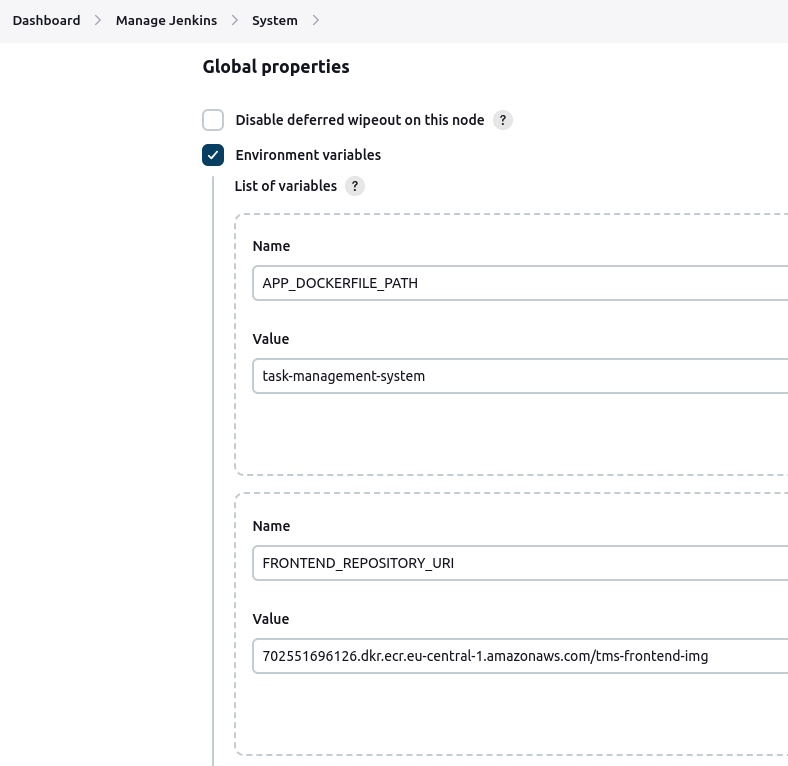 Dashboard > Manage Jenkins > System >
Global properties
Disable deferred wipeout on this node ?
Environment variables
List of variables ?
Name
APP_DOCKERFILE_PATH
Value
task-management-system
Name
FRONTEND_REPOSITORY_URI
Value
702551696126.dkr.ecr.eu-central-1.amazonaws.com/tms-frontend-img